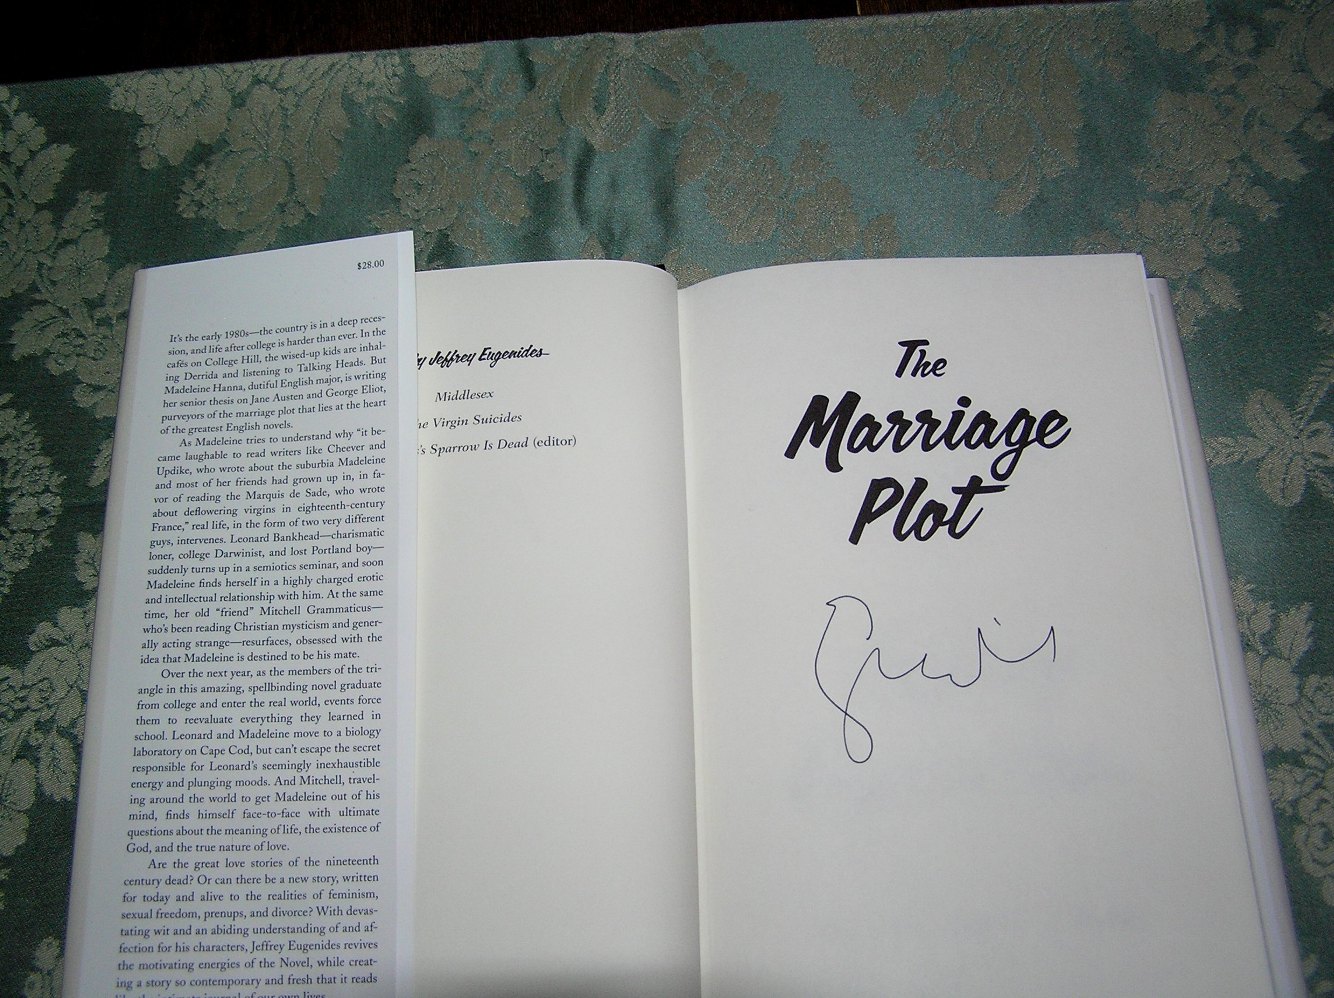 $28.00
It's the early 1980s—the country is in a deep reces-
sion, and life after college is harder than ever. In the
cafés on College Hill, the wised-up kids are inhal-
ing Derrida and listening to Talking Heads. But
Madeleine Hanna, dutiful English major, is writing
her senior thesis on Jane Austen and George Eliot,
purveyors of the marriage plot that lies at the heart
of the greatest English novels.
As Madeleine tries to understand why "it be-
came laughable to read writers like Cheever and
Updike, who wrote about the suburbia Madeleine
and most of her friends had grown up in, in fa-
vor of reading the Marquis de Sade, who wrote
about deflowering virgins in eighteenth-century
France," real life, in the form of two very different
guys, intervenes. Leonard Bankhead—charismatic
loner, college Darwinist, and lost Portland boy—
suddenly turns up in a semiotics seminar, and soon
Madeleine finds herself in a highly charged erotic
and intellectual relationship with him. At the same
time, her old "friend" Mitchell Grammaticus—
who's been reading Christian mysticism and gener-
ally acting strange—resurfaces, obsessed with the
idea that Madeleine is destined to be his mate.
Over the next year, as the members of the tri-
angle in this amazing, spellbinding novel graduate
from college and enter the real world, events force
them to reevaluate everything they learned in
school. Leonard and Madeleine move to a biology
laboratory on Cape Cod, but can't escape the secret
responsible for Leonard's seemingly inexhaustible
energy and plunging moods. And Mitchell, travel-
ing around the world to get Madeleine out of his
mind, finds himself face-to-face with ultimate
questions about the meaning of life, the existence of
God, and the true nature of love.
Are the great love stories of the nineteenth
century dead? Or can there be a new story, written
for today and alive to the realities of feminism,
sexual freedom, prenups, and divorce? With devas-
tating wit and an abiding understanding of and af-
fection for his characters, Jeffrey Eugenides revives
the motivating energies of the Novel, while creat-
ing a story so contemporary and fresh that it reads
Jeffrey Eugenides
Middlesex
Virgin Suicides
Sparrow Is Dead (editor)
The
Marriage
Plot